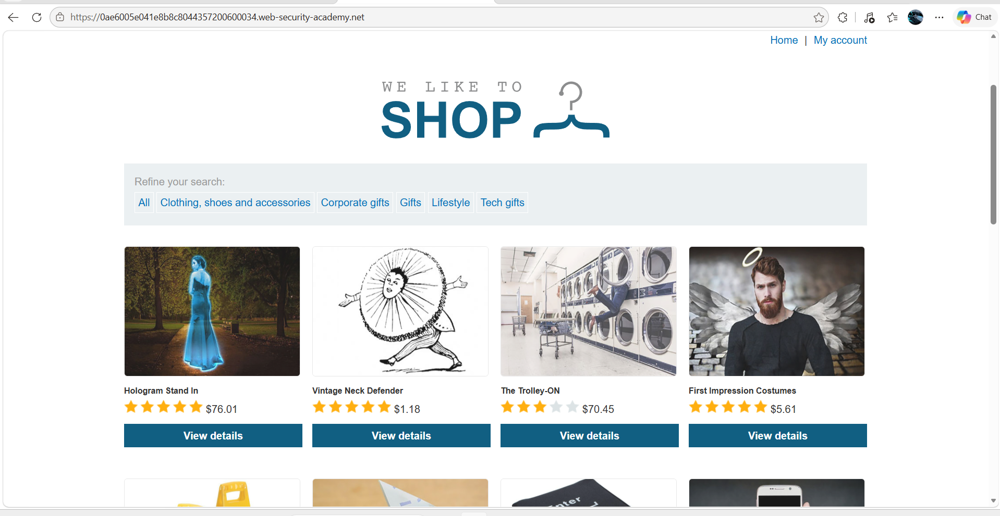 https://0ae6005e041e8b8c8044357200600034.web-security-academy.net
Chat
Home | My account
WE LIKE TO
SHOP
Refine your search:
All Clothing, shoes and accessories Corporate gifts Gifts Lifestyle Tech gifts
Hologram Stand In Vintage Neck Defender The Trolley-ON First Impression Costumes
$76.01 $1.18 $70.45 $5.61
View details View details View details View details
Enter